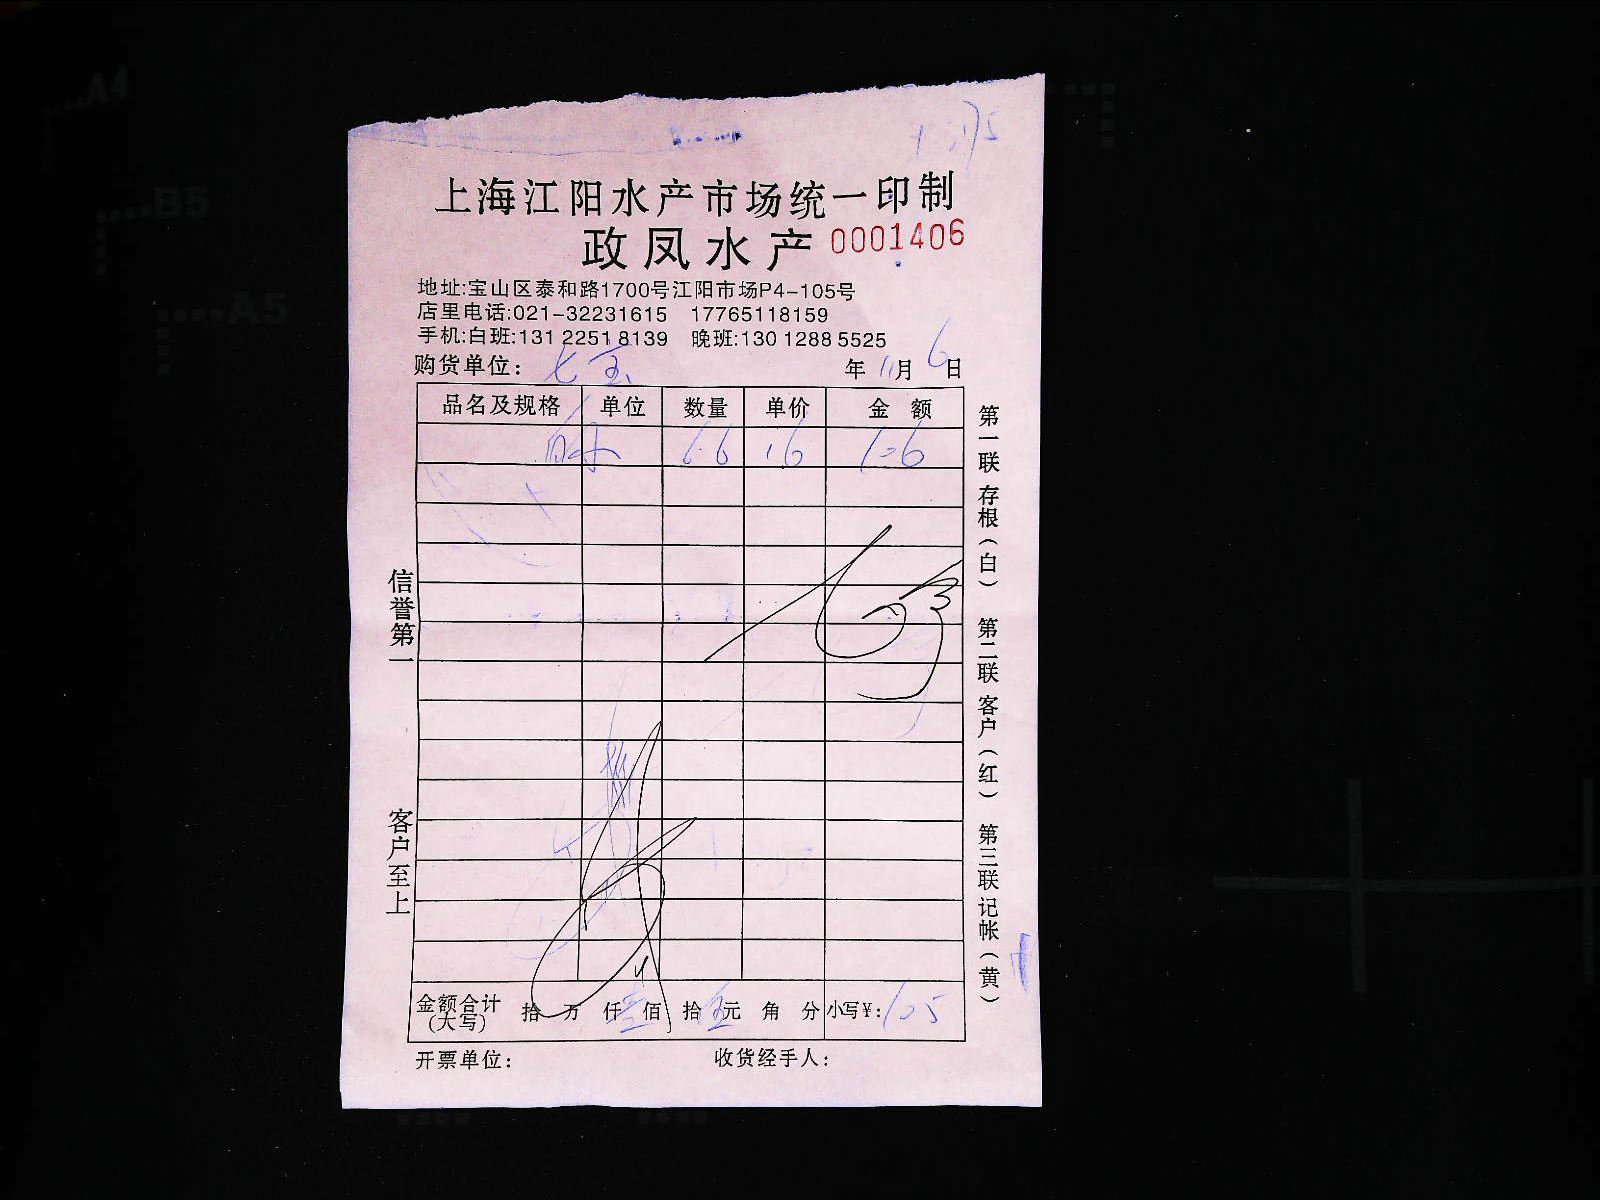 A4
B5
A5
上海江阳水产市场统一印制
政凤水产 0001406
地址:宝山区泰和路1700号江阳市场P4-105号
店里电话:021-32231615 17765118159
手机:白班:131 2251 8139 晚班:130 1288 5525
购货单位: 七宝 年 11月 6日
品名及规格 单位 数量 单价 金额
6.6 16 106
信誉第一
客户至上
第一联 存根(白) 第二联 客户(红) 第三联 记帐(黄)
金额合计(大写) 拾 万 仟 壹佰 拾 伍元 角 分 小写¥: 105
开票单位: 收货经手人: